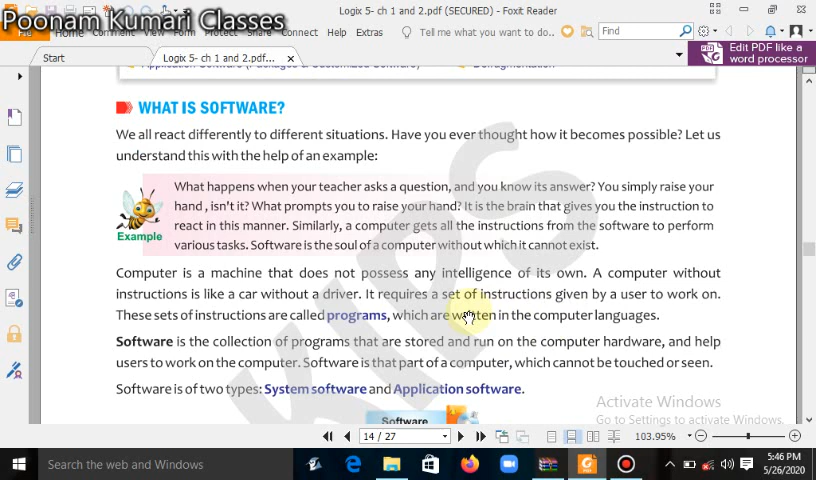 Poonam Kumari Classes
Logix 5- ch 1 and 2.pdf (SECURED) - Foxit Reader
File Home Comment View Form Protect Share Connect Help Extras Tell me what you want to do.. Find
Start Logix 5- ch 1 and 2.pdf... Edit PDF like a
word processor
Application Software (Packages & Customized Software) Defragmentation
WHAT IS SOFTWARE?
We all react differently to different situations. Have you ever thought how it becomes possible? Let us
understand this with the help of an example:
What happens when your teacher asks a question, and you know its answer? You simply raise your
hand , isn't it? What prompts you to raise your hand? It is the brain that gives you the instruction to
react in this manner. Similarly, a computer gets all the instructions from the software to perform
Example
various tasks. Software is the soul of a computer without which it cannot exist.
Computer is a machine that does not possess any intelligence of its own. A computer without
instructions is like a car without a driver. It requires a set of instructions given by a user to work on.
These sets of instructions are called programs, which are written in the computer languages.
Software is the collection of programs that are stored and run on the computer hardware, and help
users to work on the computer. Software is that part of a computer, which cannot be touched or seen.
Software is of two types: System software and Application software.
KIPS
Software
Activate Windows
Go to Settings to activate Windows.
14 / 27 103.95%
Search the web and Windows
5:46 PM
5/26/2020